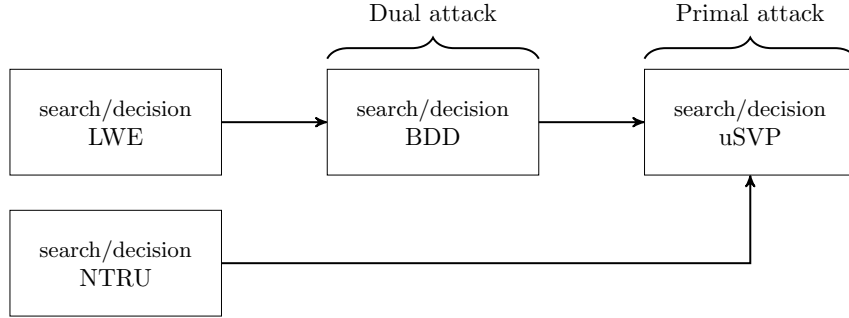 Dual attack
Primal attack
search/decision
LWE
search/decision
BDD
search/decision
uSVP
search/decision
NTRU